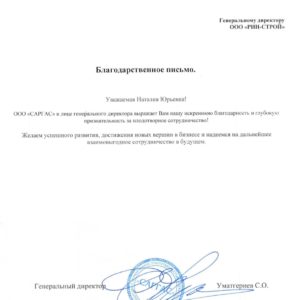 Генеральному директору
ООО «РИН-СТРОЙ»
Благодарственное письмо.
Уважаемая Наталия Юрьевна!
ООО «САРГАС» в лице генерального директора выражает Вам нашу искреннюю благодарность и глубокую
признательность за плодотворное сотрудничество!
Желаем успешного развития, достижения новых вершин в бизнесе и надеемся на дальнейшее
взаимовыгодное сотрудничество в будущем.
Генеральный директор
САРГАС
Уматгериев С.О.